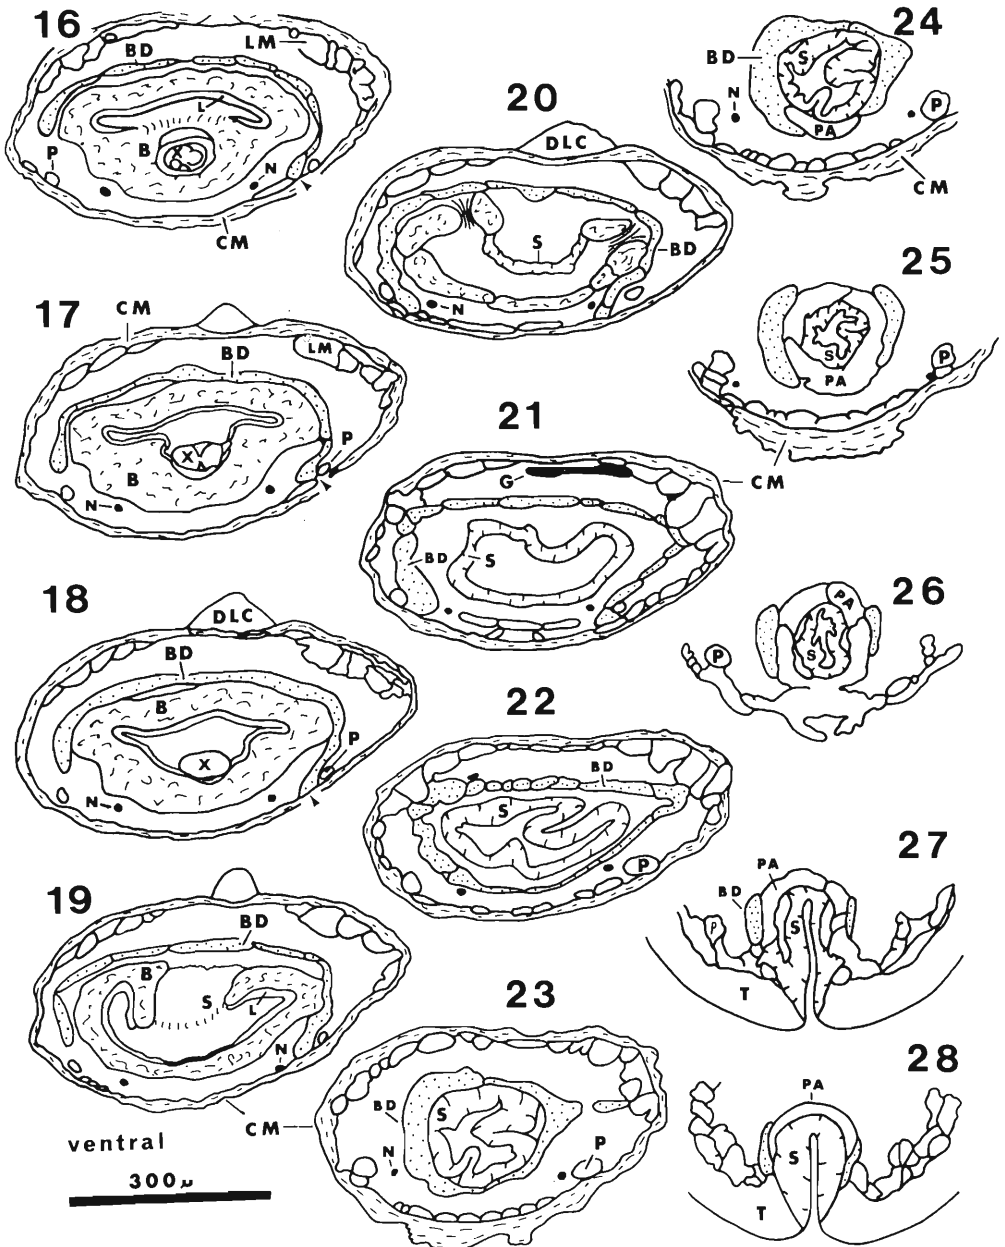 16
BD
LM
L
B
X
P
N
CM
17
CM
BD
LM
P
X
A
B
N
18
DLC
BD
B
P
X
N
19
BD
B
S
L
N
CM
ventral
300µ
20
DLC
S
BD
N
21
G
CM
BD
S
22
BD
S
P
23
BD
S
N
P
24
BD
S
N
P
PA
CM
25
S
P
PA
CM
26
PA
P
S
27
PA
BD
P
S
T
28
PA
S
T